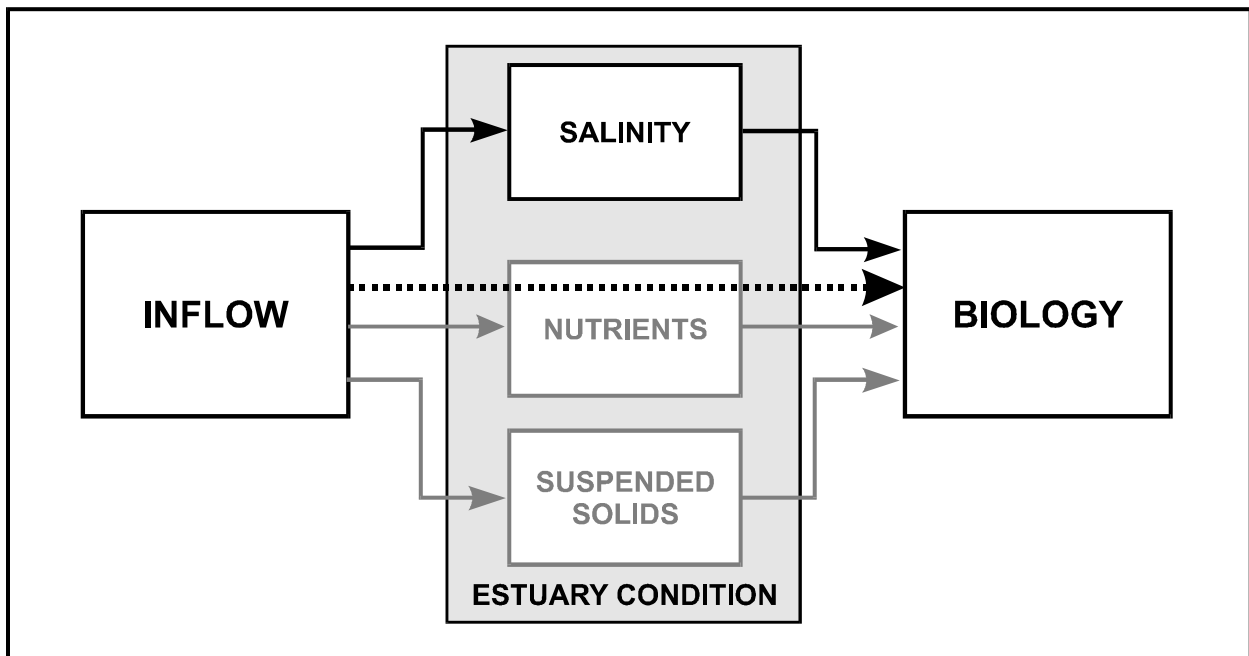 SALINITY
INFLOW
NUTRIENTS
BIOLOGY
SUSPENDED
SOLIDS
ESTUARY CONDITION